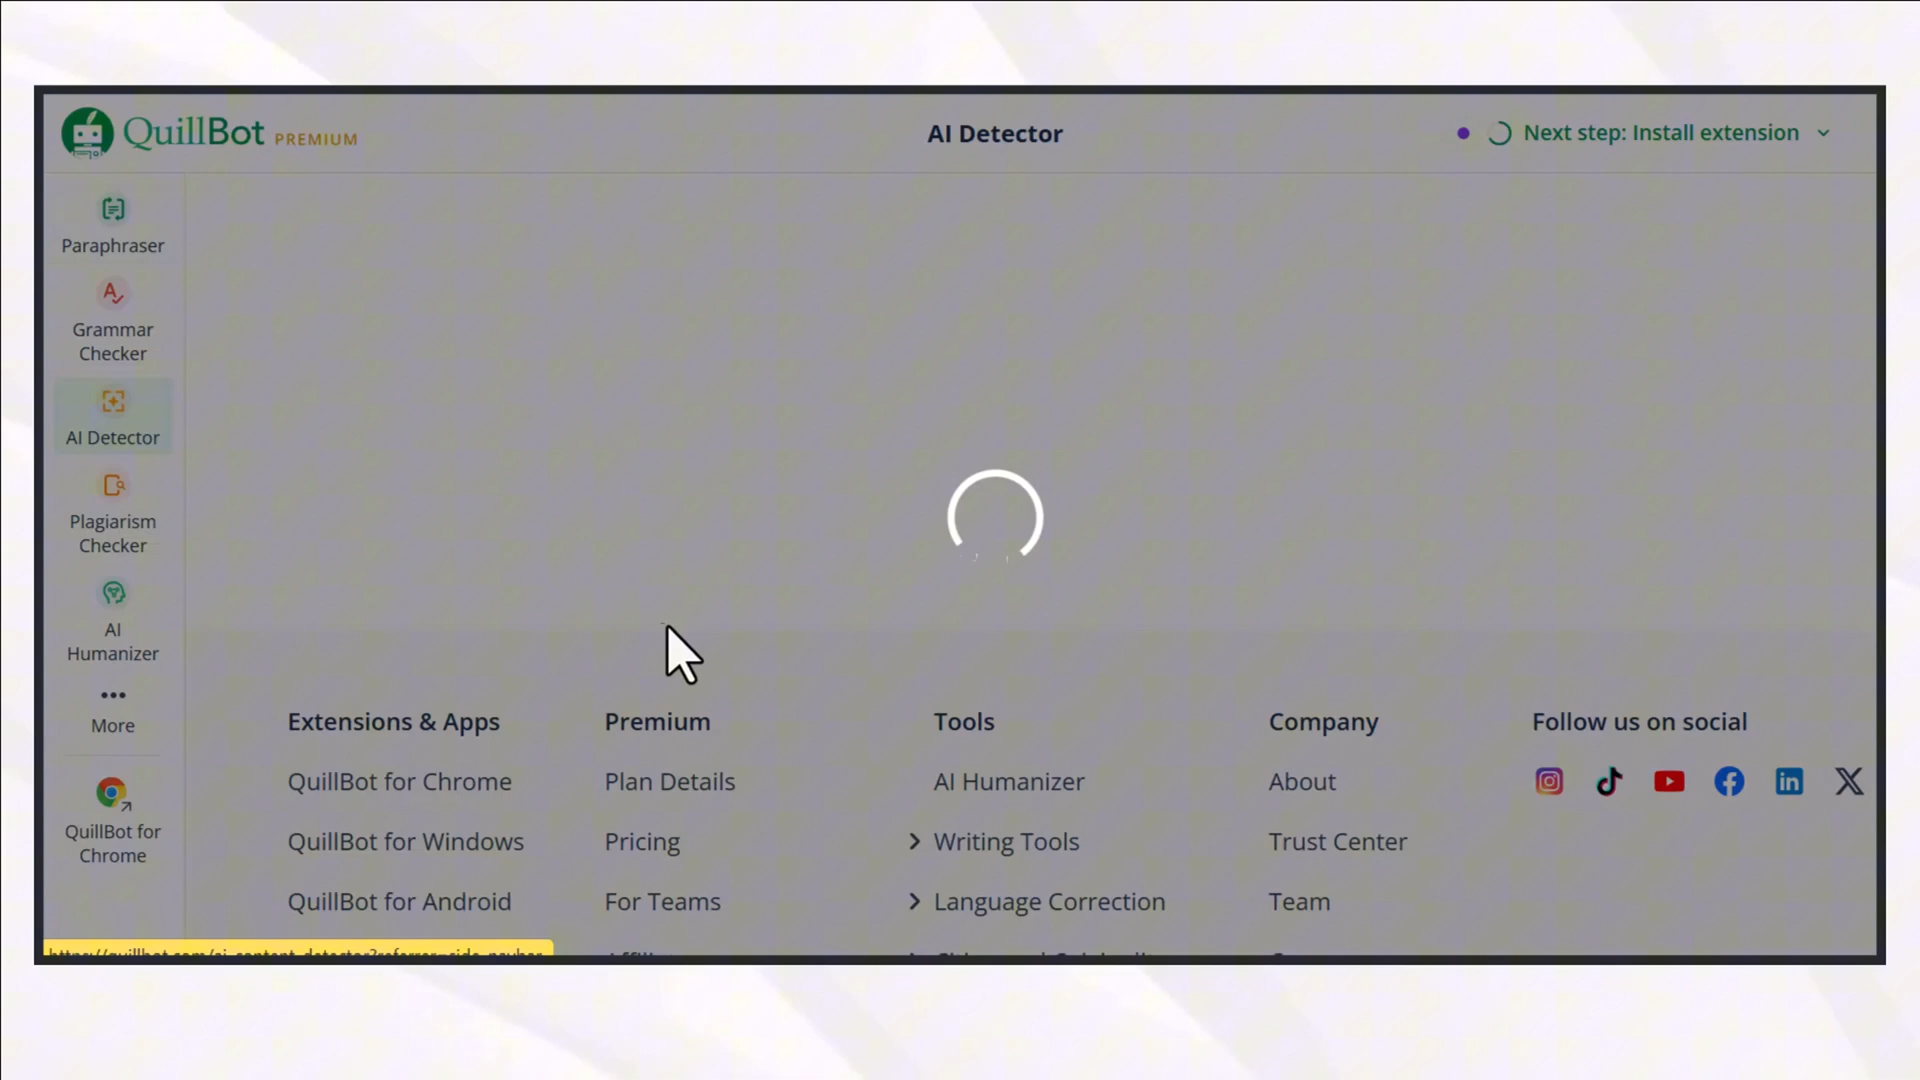 QuillBot PREMIUM
AI Detector
Next step: Install extension
Paraphraser
Grammar
Checker
AI Detector
Plagiarism
Checker
AI
Humanizer
More
QuillBot for
Chrome
Extensions & Apps
QuillBot for Chrome
QuillBot for Windows
QuillBot for Android
Premium
Plan Details
Pricing
For Teams
Tools
AI Humanizer
Writing Tools
Language Correction
Company
About
Trust Center
Team
Follow us on social